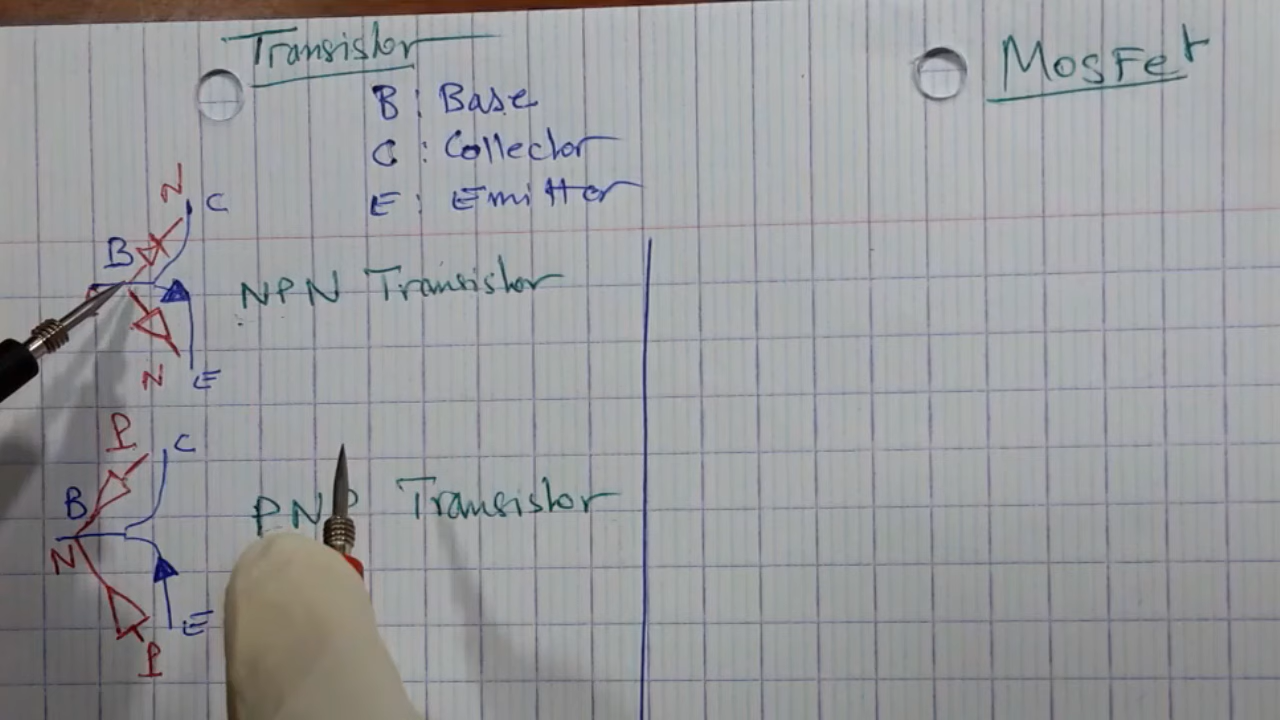 Transistor
MosFet
B : Base
C : Collector
E : Emitter
N
C
B
NPN Transistor
N
E
P
C
B
PNP Transistor
N
E
P